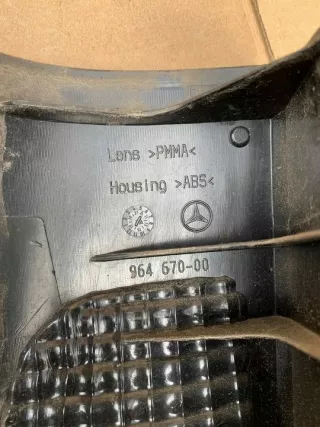 Lens >PMMA<
Housing >ABS<
964 670-00